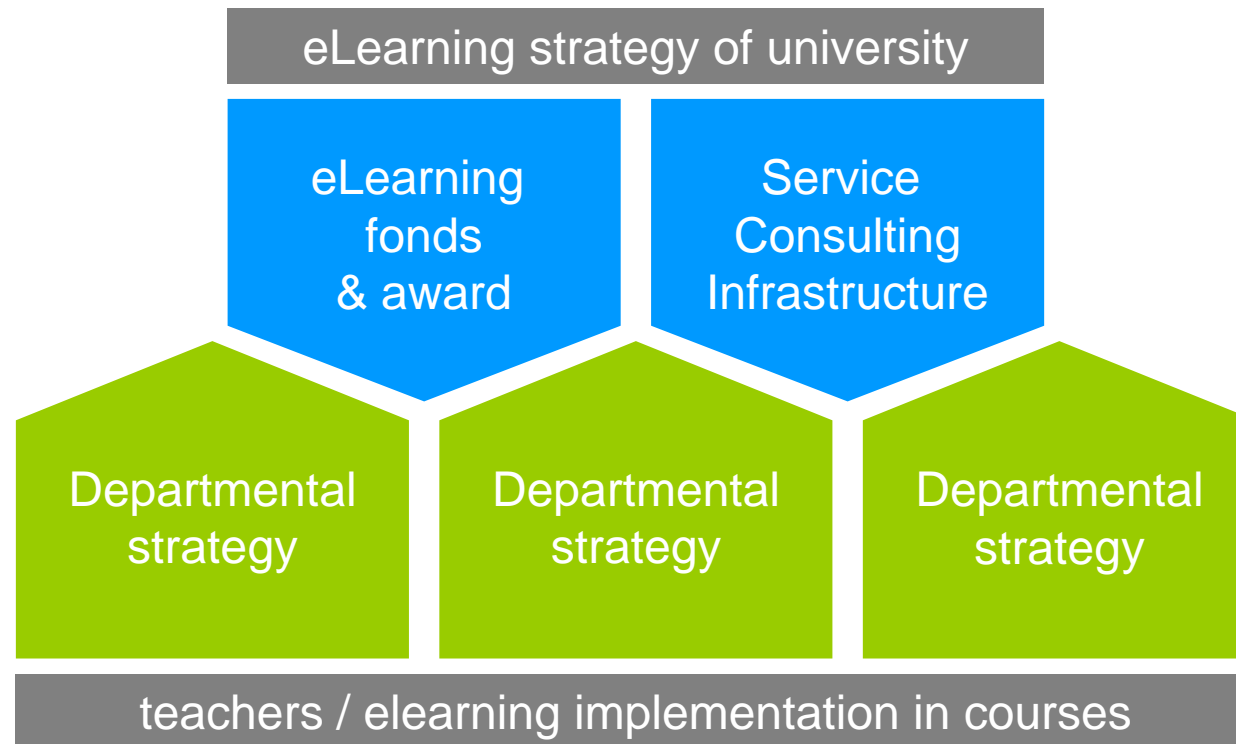 eLearning strategy of university
eLearning
fonds
& award
Service
Consulting
Infrastructure
Departmental
strategy
Departmental
strategy
Departmental
strategy
teachers / elearning implementation in courses